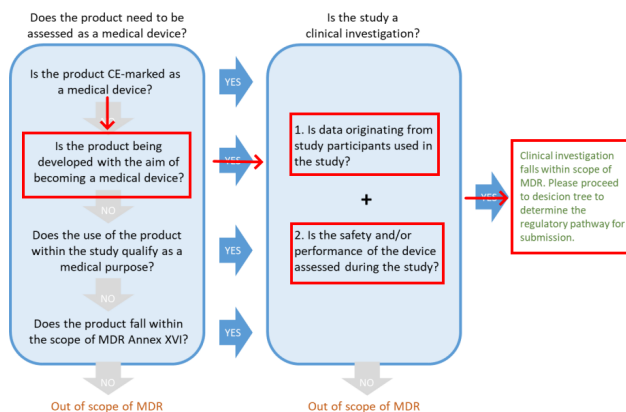 Does the product need to be
assessed as a medical device?
Is the product CE-marked as
a medical device?
YES
Is the product being
developed with the aim of
becoming a medical device?
YES
NO
Does the use of the product
within the study qualify as a
medical purpose?
YES
NO
Does the product fall within
the scope of MDR Annex XVI?
YES
NO
Out of scope of MDR
Is the study a
clinical investigation?
1. Is data originating from
study participants used in
the study?
+
2. Is the safety and/or
performance of the device
assessed during the study?
YES
NO
Out of scope of MDR
Clinical investigation
falls within scope of
MDR. Please proceed
to desicion tree to
determine the
regulatory pathway for
submission.